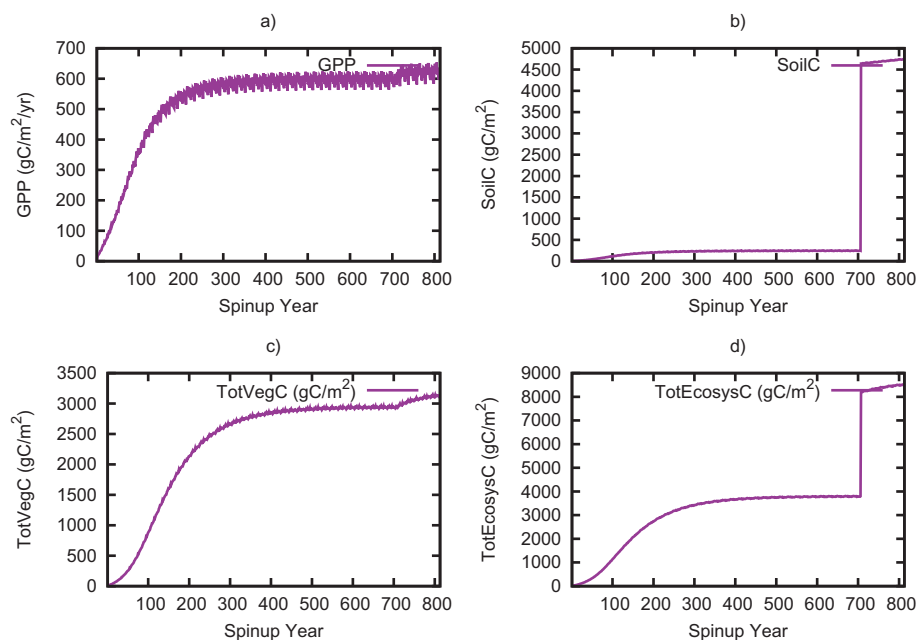 a)
GPP (gC/m²/yr)
700
600
500
400
300
200
100
0
GPP
100 200 300 400 500 600 700 800
Spinup Year
b)
SoilC (gC/m²)
5000
4500
4000
3500
3000
2500
2000
1500
1000
500
0
SoilC
100 200 300 400 500 600 700 800
Spinup Year
c)
TotVegC (gC/m²)
3500
3000
2500
2000
1500
1000
500
0
TotVegC (gC/m²)
100 200 300 400 500 600 700 800
Spinup Year
d)
TotEcosysC (gC/m²)
9000
8000
7000
6000
5000
4000
3000
2000
1000
0
TotEcosysC (gC/m²)
100 200 300 400 500 600 700 800
Spinup Year